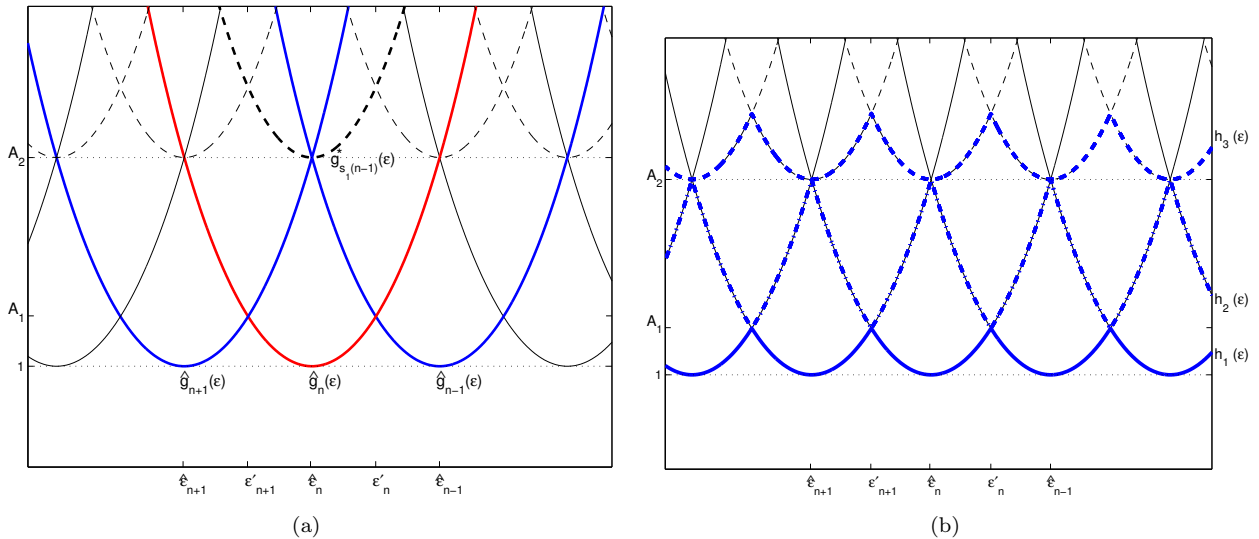 A₂
g*ₛ₁₍ₙ₋₁₎(ε)
A₁
1
ĝₙ₊₁(ε)
ĝₙ(ε)
ĝₙ₋₁(ε)
ε̂ₙ₊₁
ε′ₙ₊₁
ε̂ₙ
ε′ₙ
ε̂ₙ₋₁
(a)
h₃(ε)
A₂
h₂(ε)
A₁
h₁(ε)
1
ε̂ₙ₊₁
ε′ₙ₊₁
ε̂ₙ
ε′ₙ
ε̂ₙ₋₁
(b)